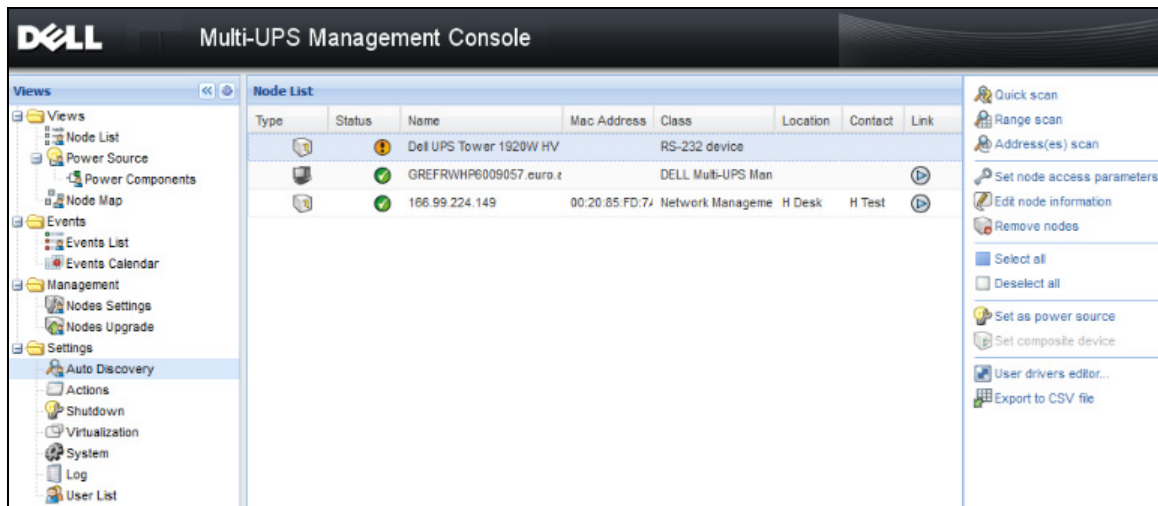 DELL
Multi-UPS Management Console
Views
Views
Node List
Power Source
Power Components
Node Map
Events
Events List
Events Calendar
Management
Nodes Settings
Nodes Upgrade
Settings
Auto Discovery
Actions
Shutdown
Virtualization
System
Log
User List
Node List
Type Status Name Mac Address Class Location Contact Link
Dell UPS Tower 1920W HV RS-232 device
GREFRWHP6009057.euro.e DELL Multi-UPS Man
166.99.224.149 00:20:85:FD:7/ Network Manageme H Desk H Test
Quick scan
Range scan
Address(es) scan
Set node access parameters
Edit node information
Remove nodes
Select all
Deselect all
Set as power source
Set composite device
User drivers editor...
Export to CSV file